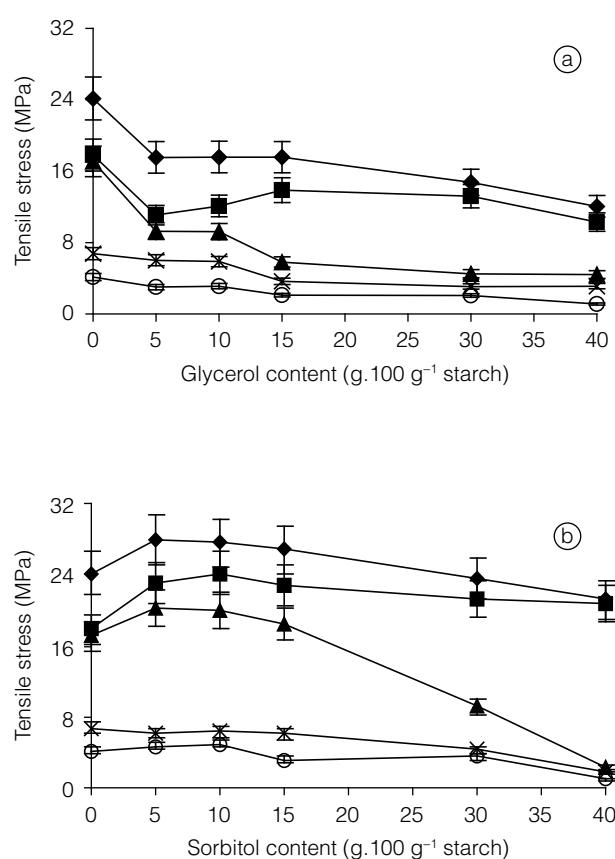 32
24
16
8
0
Tensile stress (MPa)
a
0 5 10 15 20 25 30 35 40
Glycerol content (g.100 g⁻¹ starch)
32
24
16
8
0
Tensile stress (MPa)
b
0 5 10 15 20 25 30 35 40
Sorbitol content (g.100 g⁻¹ starch)